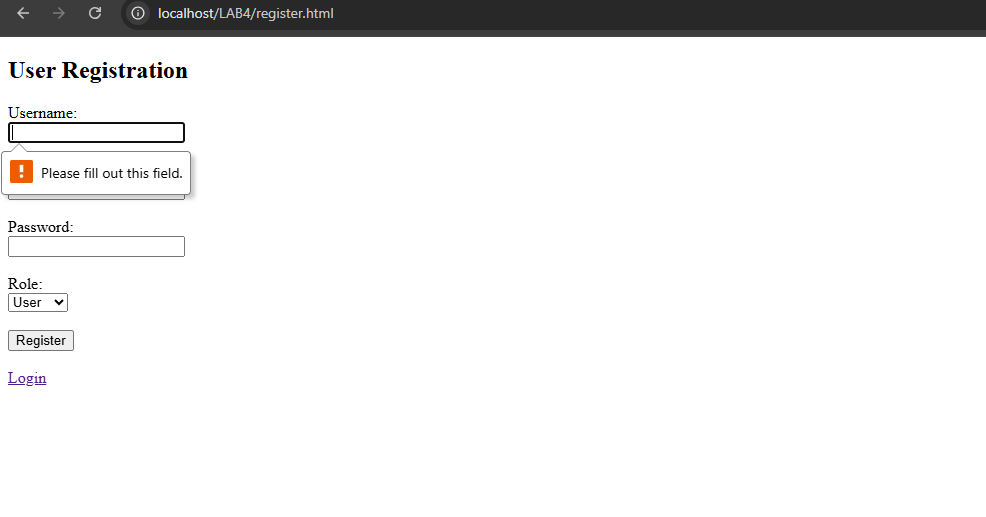 localhost/LAB4/register.html
User Registration
Username:
Please fill out this field.
Password:
Role:
User
Register
Login